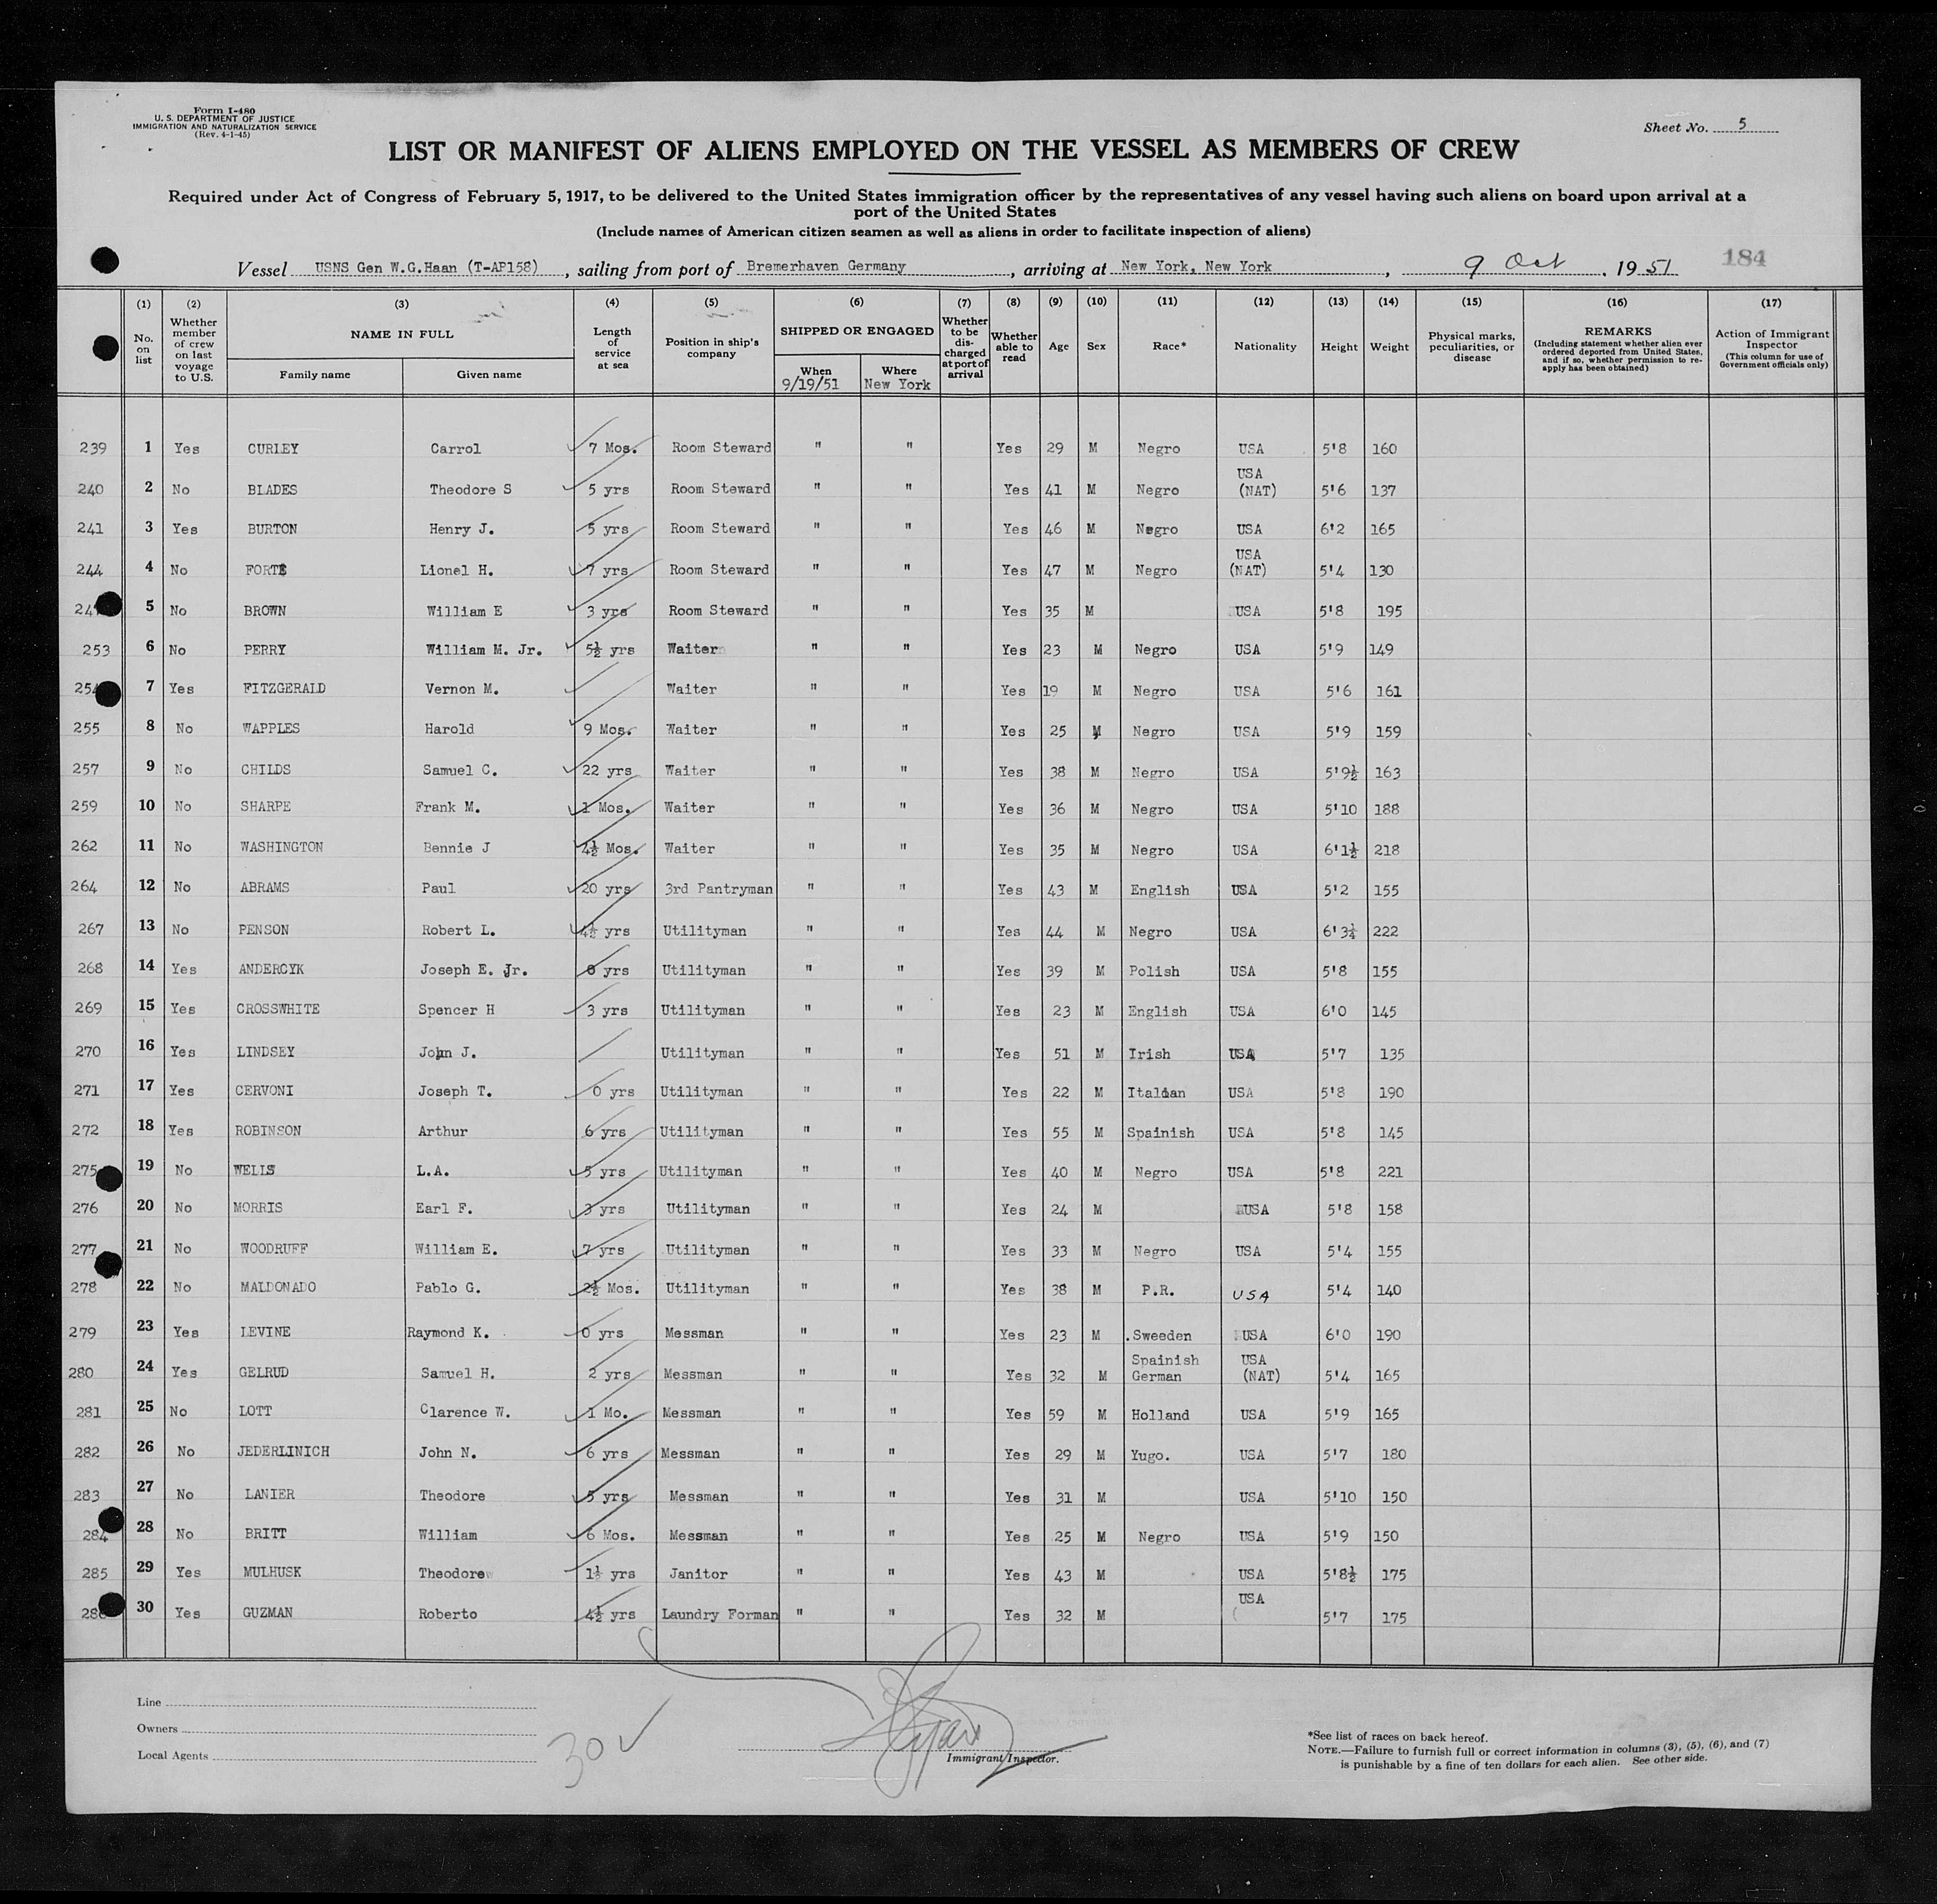 Form I-480
U. S. DEPARTMENT OF JUSTICE
IMMIGRATION AND NATURALIZATION SERVICE
(Rev. 4-1-45)
Sheet No. 5
LIST OR MANIFEST OF ALIENS EMPLOYED ON THE VESSEL AS MEMBERS OF CREW
Required under Act of Congress of February 5, 1917, to be delivered to the United States immigration officer by the representatives of any vessel having such aliens on board upon arrival at a
port of the United States
(Include names of American citizen seamen as well as aliens in order to facilitate inspection of aliens)
Vessel USNS Gen W.G.Haan (T-AP158), sailing from port of Bremerhaven Germany, arriving at New York, New York, 9 Oct, 1951 184
(1) (2) (3) (4) (5) (6) (7) (8) (9) (10) (11) (12) (13) (14) (15) (16) (17)
No. on list
Whether member of crew on last voyage to U.S.
NAME IN FULL
Family name Given name
Length of service at sea
Position in ship's company
SHIPPED OR ENGAGED
When 9/19/51
Where New York
Whether to be discharged at port of arrival
Whether able to read
Age
Sex
Race*
Nationality
Height
Weight
Physical marks, peculiarities, or disease
REMARKS
(Including statement whether alien ever ordered deported from United States, and if so, whether permission to reapply has been obtained)
Action of Immigrant Inspector
(This column for use of Government officials only)
239 1 Yes CURLEY Carrol 7 Mos. Room Steward " " Yes 29 M Negro USA 5'8 160
240 2 No BLADES Theodore S 5 yrs Room Steward " " Yes 41 M Negro USA (NAT) 5'6 137
241 3 Yes BURTON Henry J. 5 yrs Room Steward " " Yes 46 M Negro USA 6'2 165
244 4 No FORTE Lionel H. 7 yrs Room Steward " " Yes 47 M Negro USA (NAT) 5'4 130
5 No BROWN William E 3 yrs Room Steward " " Yes 35 M USA 5'8 195
253 6 No PERRY William M. Jr. 5½ yrs Waiter " " Yes 23 M Negro USA 5'9 149
254 7 Yes FITZGERALD Vernon M. Waiter " " Yes 19 M Negro USA 5'6 161
255 8 No WAPPLES Harold 9 Mos. Waiter " " Yes 25 M Negro USA 5'9 159
257 9 No CHILDS Samuel C. 22 yrs Waiter " " Yes 38 M Negro USA 5'9½ 163
259 10 No SHARPE Frank M. 1 Mos. Waiter " " Yes 36 M Negro USA 5'10 188
262 11 No WASHINGTON Bennie J 4½ Mos. Waiter " " Yes 35 M Negro USA 6'1½ 218
264 12 No ABRAMS Paul 20 yrs 3rd Pantryman " " Yes 43 M English USA 5'2 155
267 13 No PENSON Robert L. 4½ yrs Utilityman " " Yes 44 M Negro USA 6'3¼ 222
268 14 Yes ANDERCYK Joseph E. Jr. yrs Utilityman " " Yes 39 M Polish USA 5'8 155
269 15 Yes CROSSWHITE Spencer H 3 yrs Utilityman " " Yes 23 M English USA 6'0 145
270 16 Yes LINDSEY John J. Utilityman " " Yes 51 M Irish USA 5'7 135
271 17 Yes CERVONI Joseph T. 0 yrs Utilityman " " Yes 22 M Italian USA 5'8 190
272 18 Yes ROBINSON Arthur 6 yrs Utilityman " " Yes 55 M Spainish USA 5'8 145
275 19 No WELLS L.A. 5 yrs Utilityman " " Yes 40 M Negro USA 5'8 221
276 20 No MORRIS Earl F. 3 yrs Utilityman " " Yes 24 M USA 5'8 158
277 21 No WOODRUFF William E. 7 yrs Utilityman " " Yes 33 M Negro USA 5'4 155
278 22 No MALDONADO Pablo G. 2½ Mos. Utilityman " " Yes 38 M P.R. USA 5'4 140
279 23 Yes LEVINE Raymond K. 0 yrs Messman " " Yes 23 M Sweeden USA 6'0 190
280 24 Yes GELRUD Samuel H. 2 yrs Messman " " Yes 32 M Spainish German USA (NAT) 5'4 165
281 25 No LOTT Clarence W. 1 Mo. Messman " " Yes 59 M Holland USA 5'9 165
282 26 No JEDERLINICH John N. 6 yrs Messman " " Yes 29 M Yugo. USA 5'7 180
283 27 No LANIER Theodore 5 yrs Messman " " Yes 31 M USA 5'10 150
284 28 No BRITT William 6 Mos. Messman " " Yes 25 M Negro USA 5'9 150
285 29 Yes MULHUSK Theodore 1½ yrs Janitor " " Yes 43 M USA 5'8½ 175
30 Yes GUZMAN Roberto 4½ yrs Laundry Forman " " Yes 32 M USA 5'7 175
Line
Owners
Local Agents
30 ✓
Immigrant Inspector.
*See list of races on back hereof.
NOTE.—Failure to furnish full or correct information in columns (3), (5), (6), and (7)
is punishable by a fine of ten dollars for each alien. See other side.